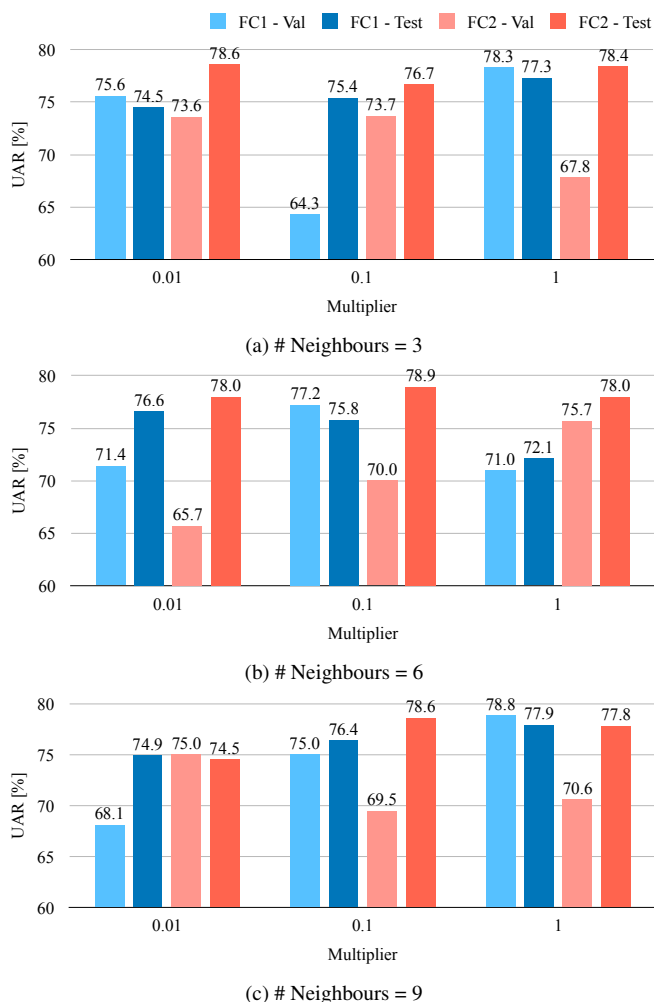 FC1 - Val FC1 - Test FC2 - Val FC2 - Test
80
75
70
65
60
UAR [%]
75.6 74.5 73.6 78.6
64.3 75.4 73.7 76.7
78.3 77.3 67.8 78.4
0.01 0.1 1
Multiplier
(a) # Neighbours = 3
80
75
70
65
60
UAR [%]
71.4 76.6 65.7 78.0
77.2 75.8 70.0 78.9
71.0 72.1 75.7 78.0
0.01 0.1 1
Multiplier
(b) # Neighbours = 6
80
75
70
65
60
UAR [%]
68.1 74.9 75.0 74.5
75.0 76.4 69.5 78.6
78.8 77.9 70.6 77.8
0.01 0.1 1
Multiplier
(c) # Neighbours = 9